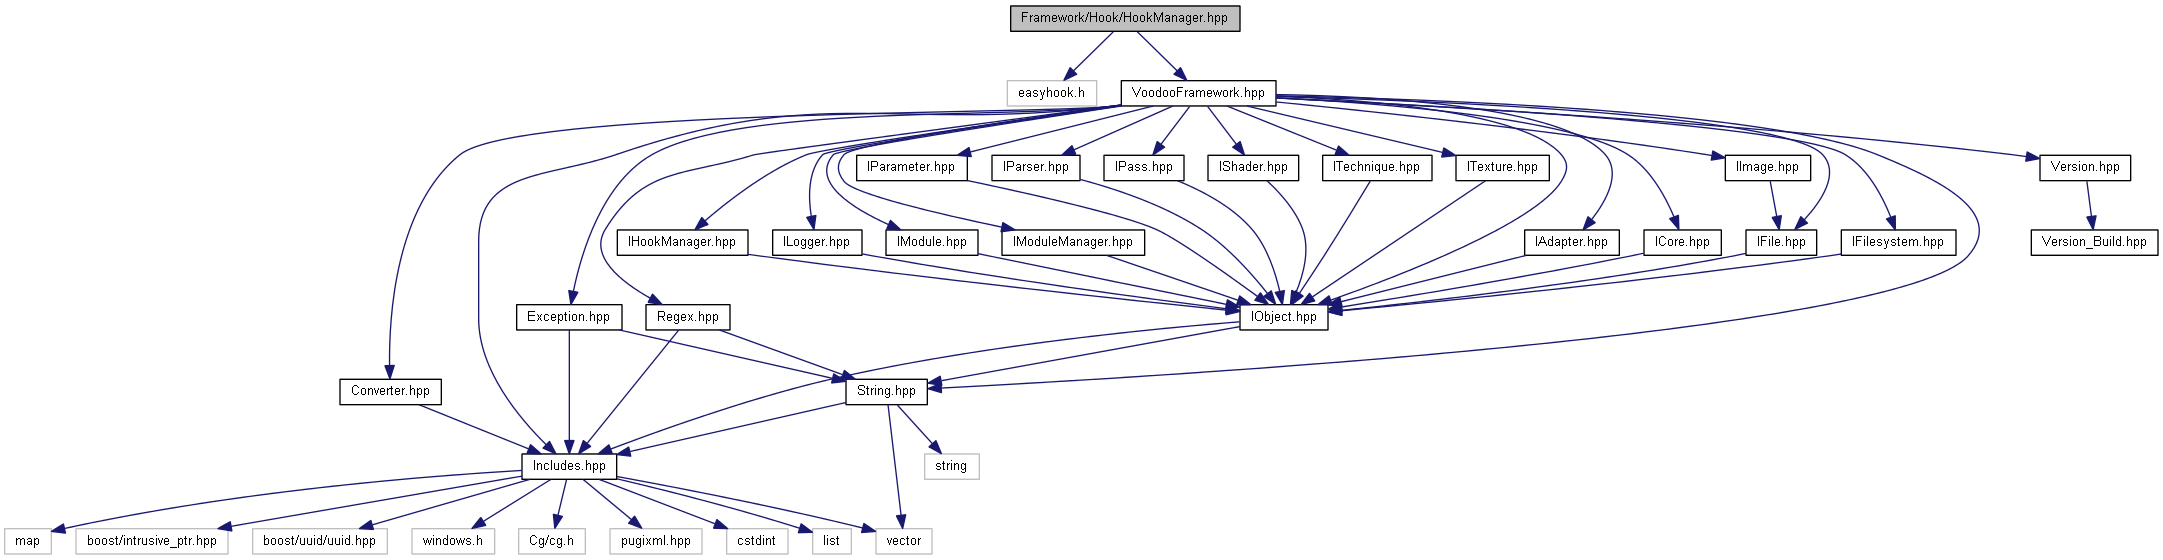 Framework/Hook/HookManager.hpp
easyhook.h
VoodooFramework.hpp
IParameter.hpp
IParser.hpp
IPass.hpp
IShader.hpp
ITechnique.hpp
ITexture.hpp
IImage.hpp
Version.hpp
IHookManager.hpp
ILogger.hpp
IModule.hpp
IModuleManager.hpp
IAdapter.hpp
ICore.hpp
IFile.hpp
IFilesystem.hpp
Version_Build.hpp
Exception.hpp
Regex.hpp
IObject.hpp
Converter.hpp
String.hpp
Includes.hpp
string
map
boost/intrusive_ptr.hpp
boost/uuid/uuid.hpp
windows.h
Cg/cg.h
pugixml.hpp
cstdint
list
vector